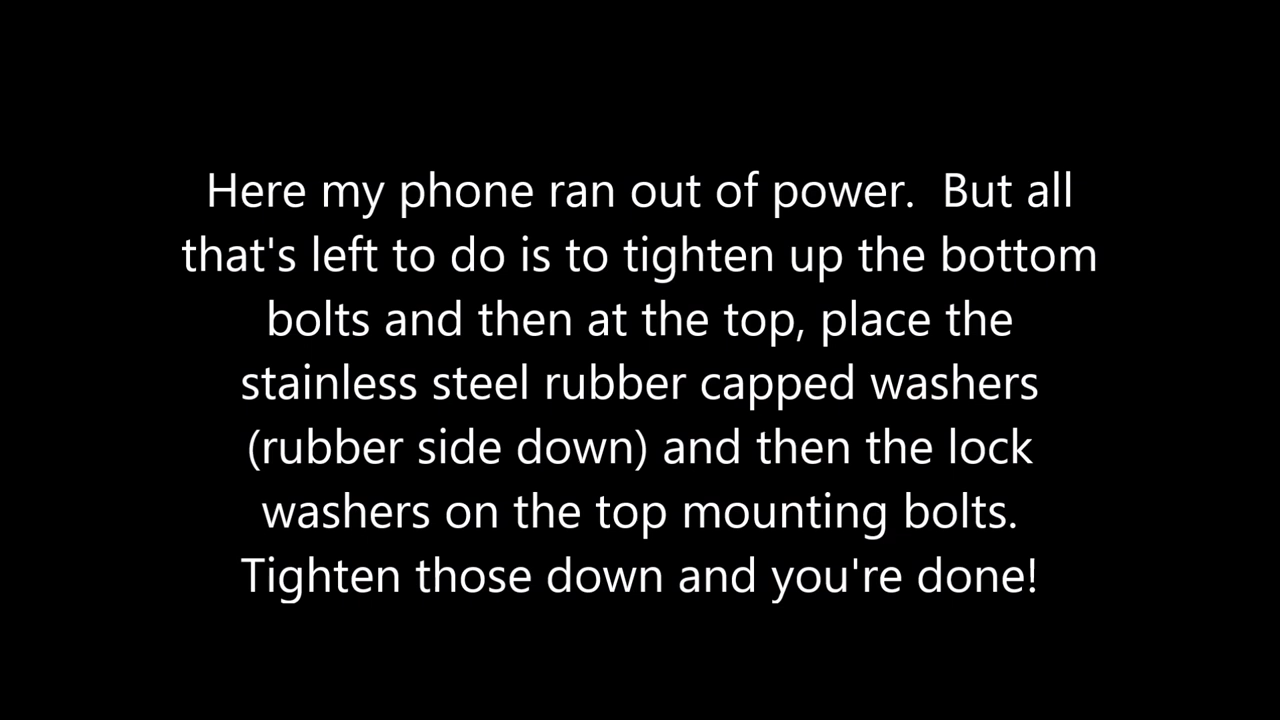 Here my phone ran out of power.  But all
that's left to do is to tighten up the bottom
bolts and then at the top, place the
stainless steel rubber capped washers
(rubber side down) and then the lock
washers on the top mounting bolts.
Tighten those down and you're done!